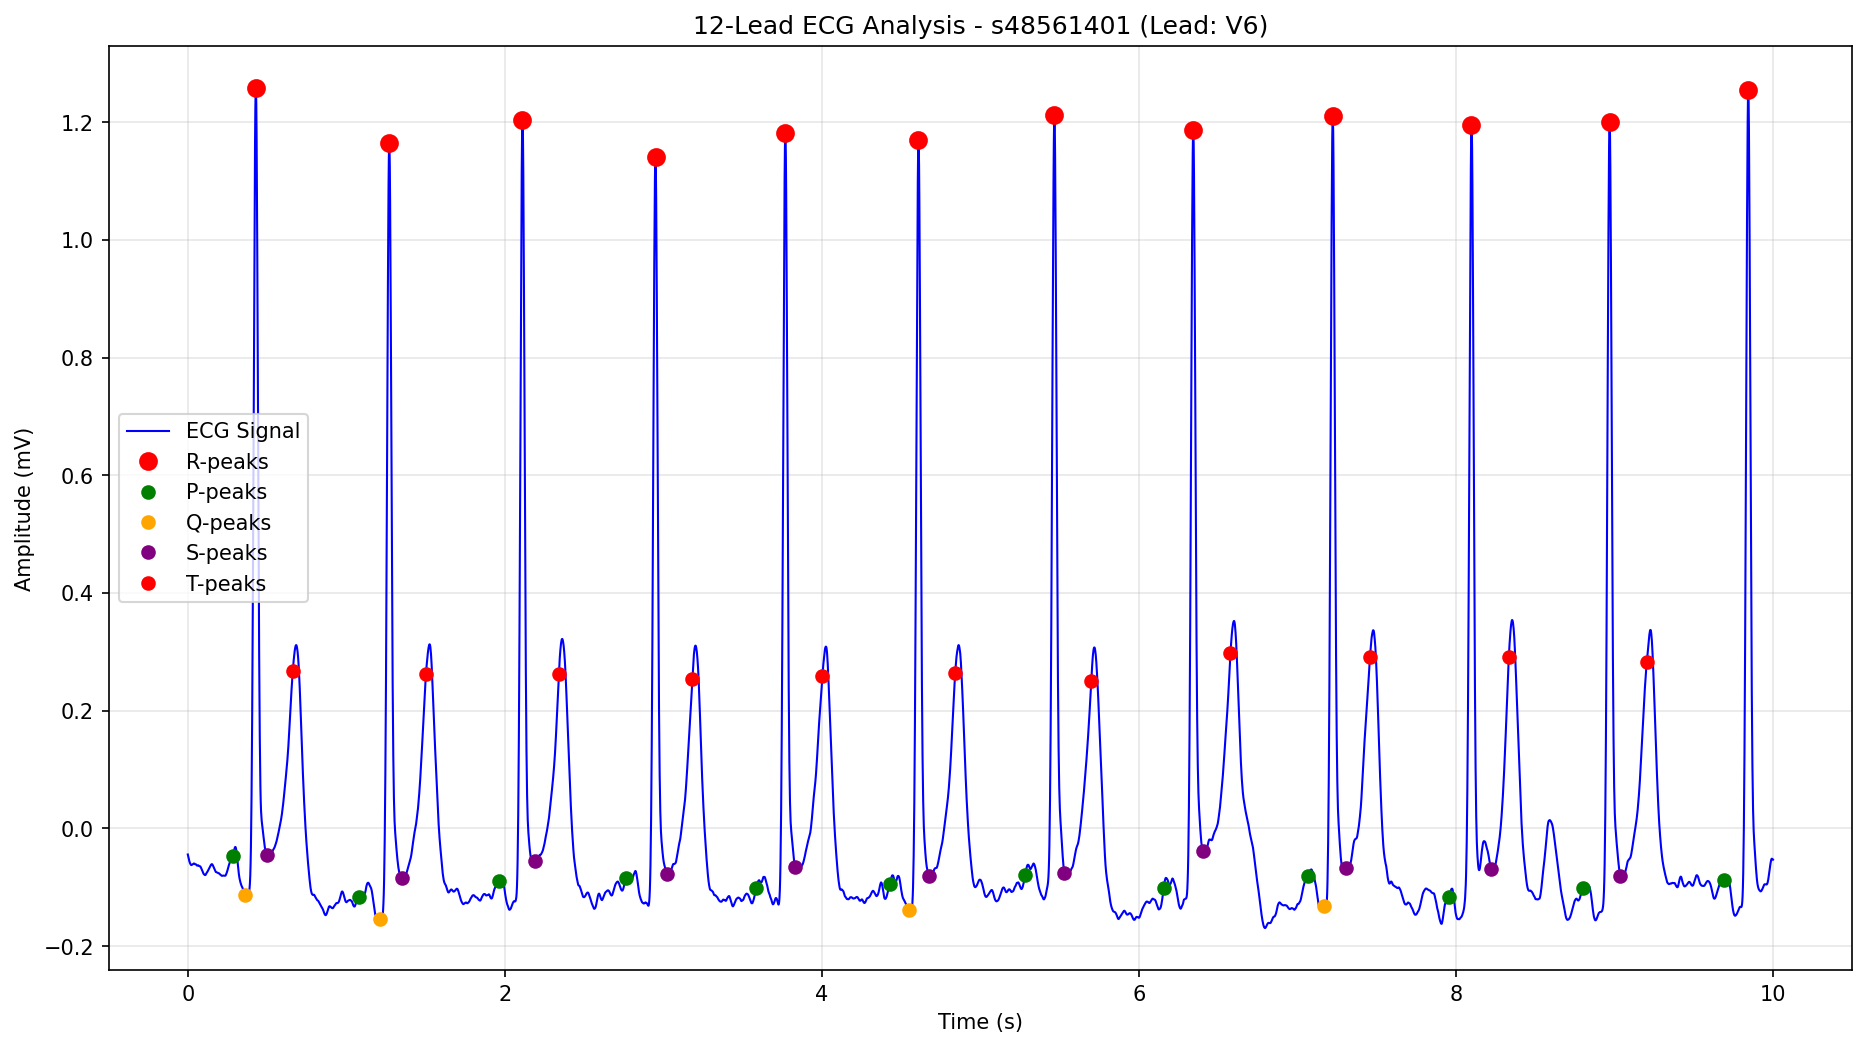 12-Lead ECG Analysis - s48561401 (Lead: V6)
Amplitude (mV)
1.2
1.0
0.8
0.6
0.4
0.2
0.0
−0.2
ECG Signal
R-peaks
P-peaks
Q-peaks
S-peaks
T-peaks
0 2 4 6 8 10
Time (s)